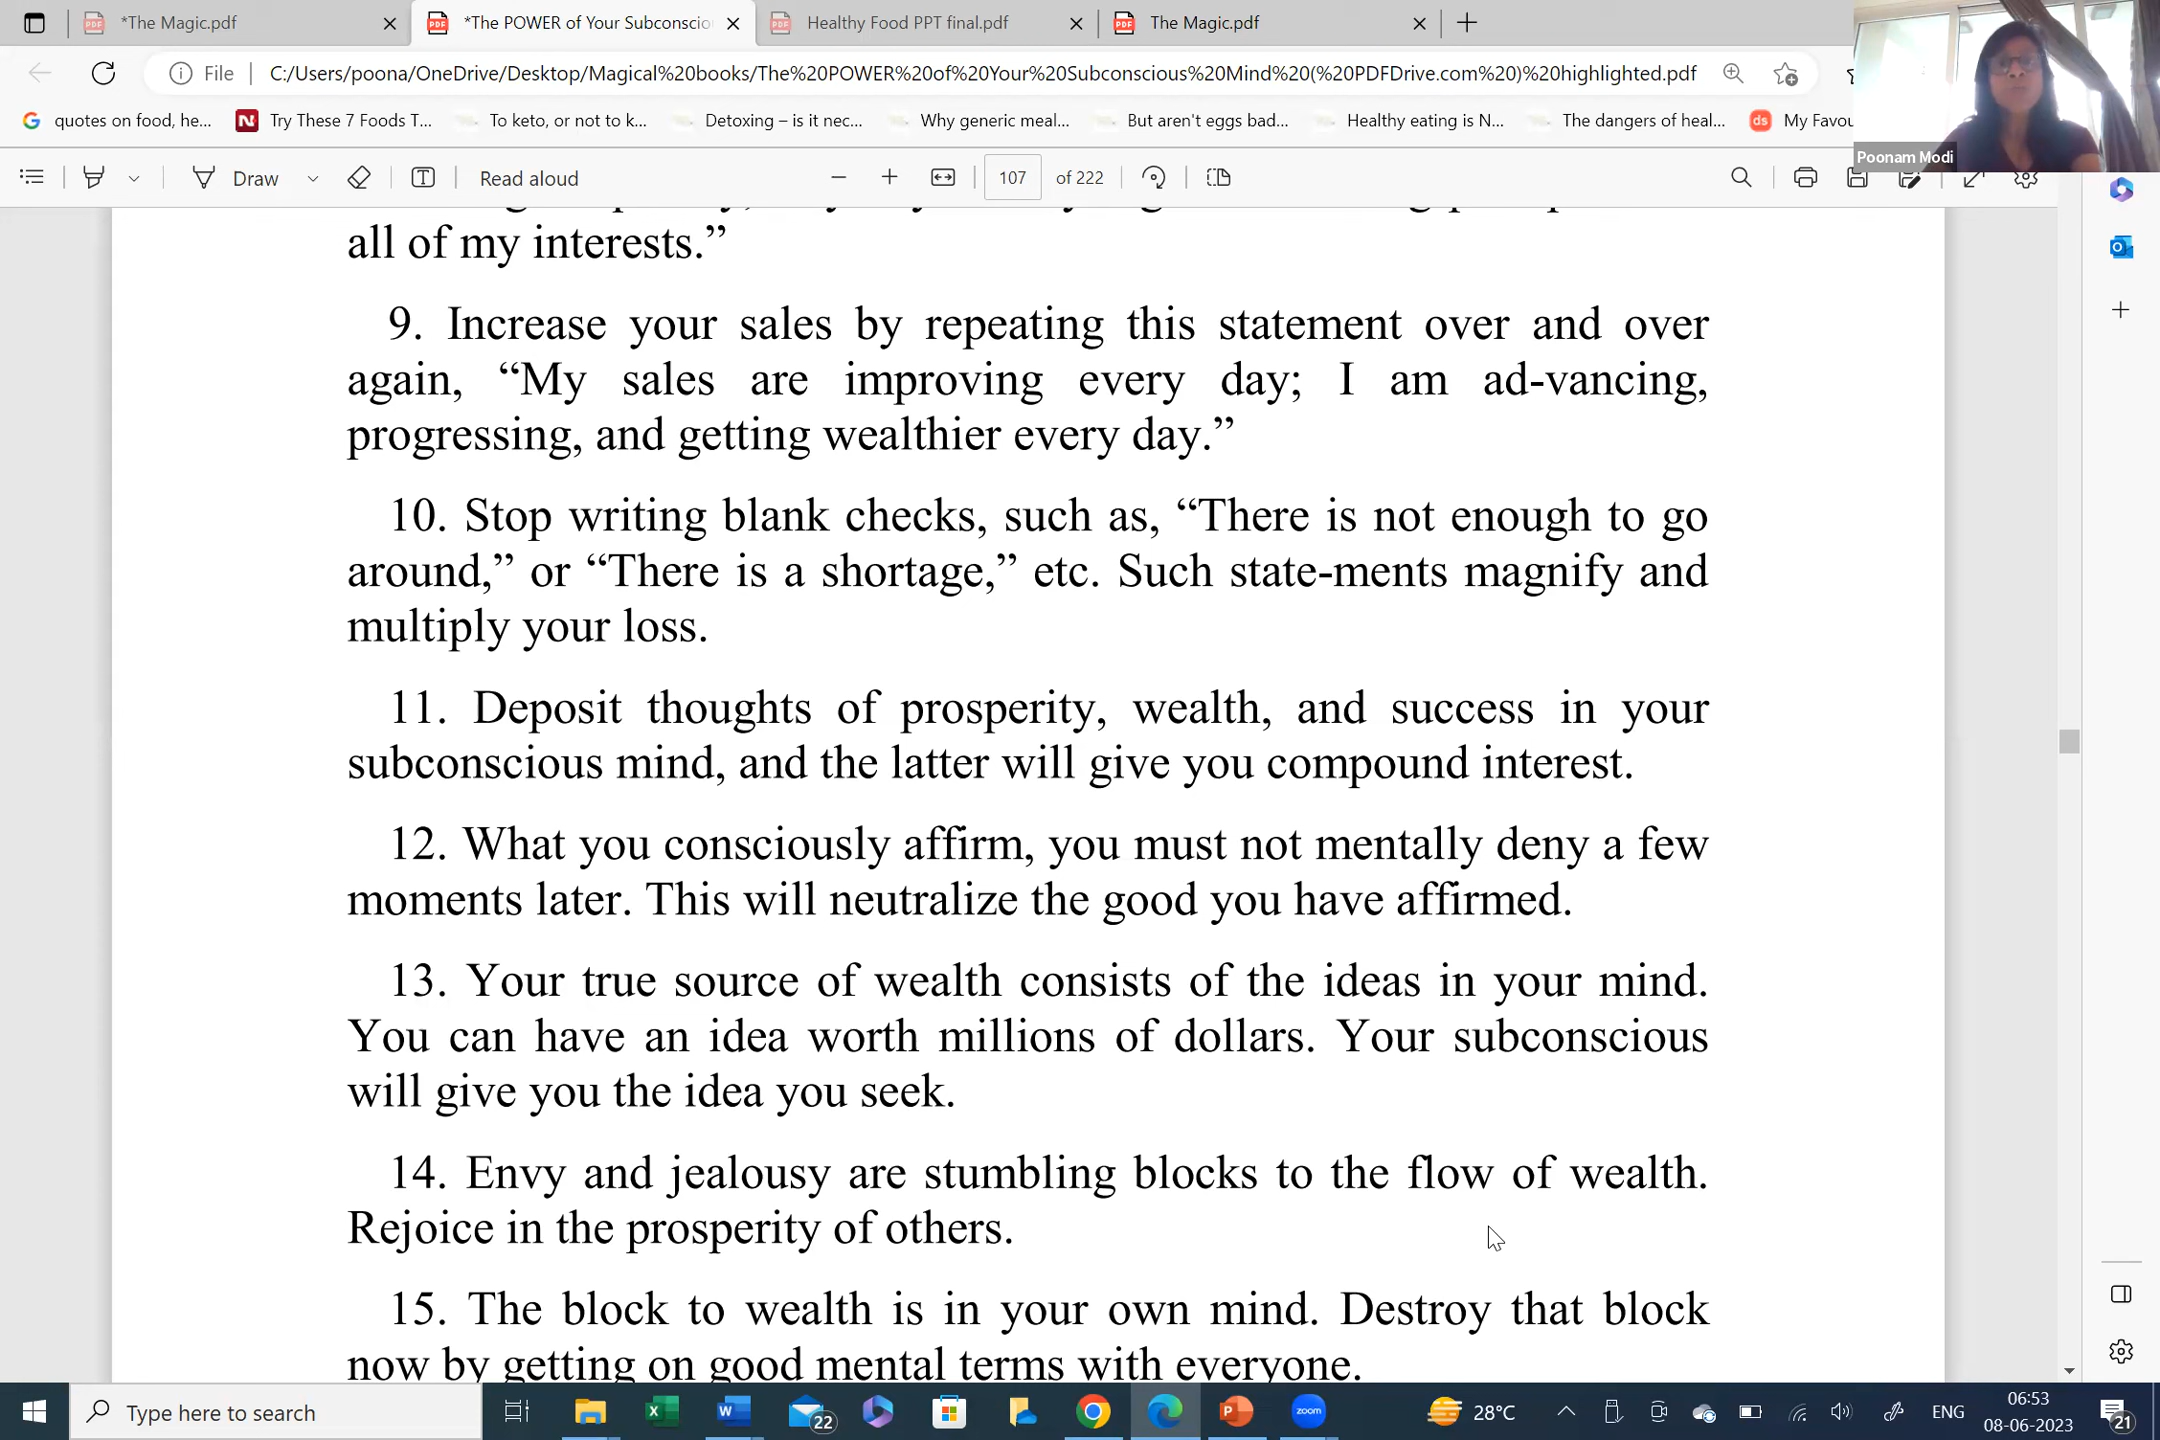 *The Magic.pdf
*The POWER of Your Subconscio
Healthy Food PPT final.pdf
The Magic.pdf
File
C:/Users/poona/OneDrive/Desktop/Magical%20books/The%20POWER%20of%20Your%20Subconscious%20Mind%20(%20PDFDrive.com%20)%20highlighted.pdf
quotes on food, he...
Try These 7 Foods T...
To keto, or not to k...
Detoxing – is it nec...
Why generic meal...
But aren't eggs bad...
Healthy eating is N...
The dangers of heal...
My Favou
Poonam Modi
Draw
Read aloud
107
of 222
all of my interests.”
9. Increase your sales by repeating this statement over and over
again, “My sales are improving every day; I am ad-vancing,
progressing, and getting wealthier every day.”
10. Stop writing blank checks, such as, “There is not enough to go
around,” or “There is a shortage,” etc. Such state-ments magnify and
multiply your loss.
11. Deposit thoughts of prosperity, wealth, and success in your
subconscious mind, and the latter will give you compound interest.
12. What you consciously affirm, you must not mentally deny a few
moments later. This will neutralize the good you have affirmed.
13. Your true source of wealth consists of the ideas in your mind.
You can have an idea worth millions of dollars. Your subconscious
will give you the idea you seek.
14. Envy and jealousy are stumbling blocks to the flow of wealth.
Rejoice in the prosperity of others.
15. The block to wealth is in your own mind. Destroy that block
now by getting on good mental terms with everyone.
Type here to search
22
zoom
28°C
ENG
06:53
08-06-2023
21